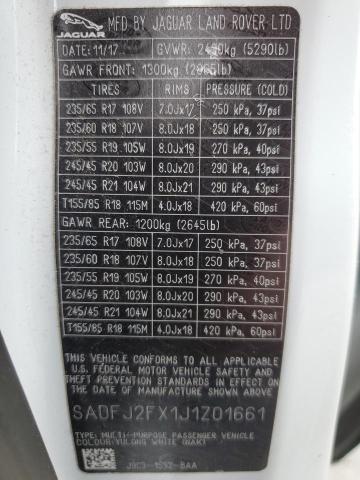 JAGUAR
MFD BY JAGUAR LAND ROVER LTD
DATE: 11/17 GVWR: 2400kg (5290lb)
GAWR FRONT: 1300kg (2865lb)
TIRES RIMS PRESSURE (COLD)
235/65 R17 108V 7.0Jx17 250 kPa, 37psi
235/60 R18 107V 8.0Jx18 250 kPa, 37psi
235/55 R19 105W 8.0Jx19 270 kPa, 40psi
245/45 R20 103W 8.0Jx20 290 kPa, 43psi
245/45 R21 104W 8.0Jx21 290 kPa, 43psi
T155/85 R18 115M 4.0Jx18 420 kPa, 60psi
GAWR REAR: 1200kg (2645lb)
235/65 R17 108V 7.0Jx17 250 kPa, 37psi
235/60 R18 107V 8.0Jx18 250 kPa, 37psi
235/55 R19 105W 8.0Jx19 270 kPa, 40psi
245/45 R20 103W 8.0Jx20 290 kPa, 43psi
245/45 R21 104W 8.0Jx21 290 kPa, 43psi
T155/85 R18 115M 4.0Jx18 420 kPa, 60psi
THIS VEHICLE CONFORMS TO ALL APPLICABLE
U.S. FEDERAL MOTOR VEHICLE SAFETY
STANDARDS IN EFFECT ON THE DATE OF
MANUFACTURE SHOWN ABOVE
SADFJ2FX1J1Z01661
TYPE: MULTI-PURPOSE PASSENGER VEHICLE
COLOUR: YULONG WHITE (NAK)